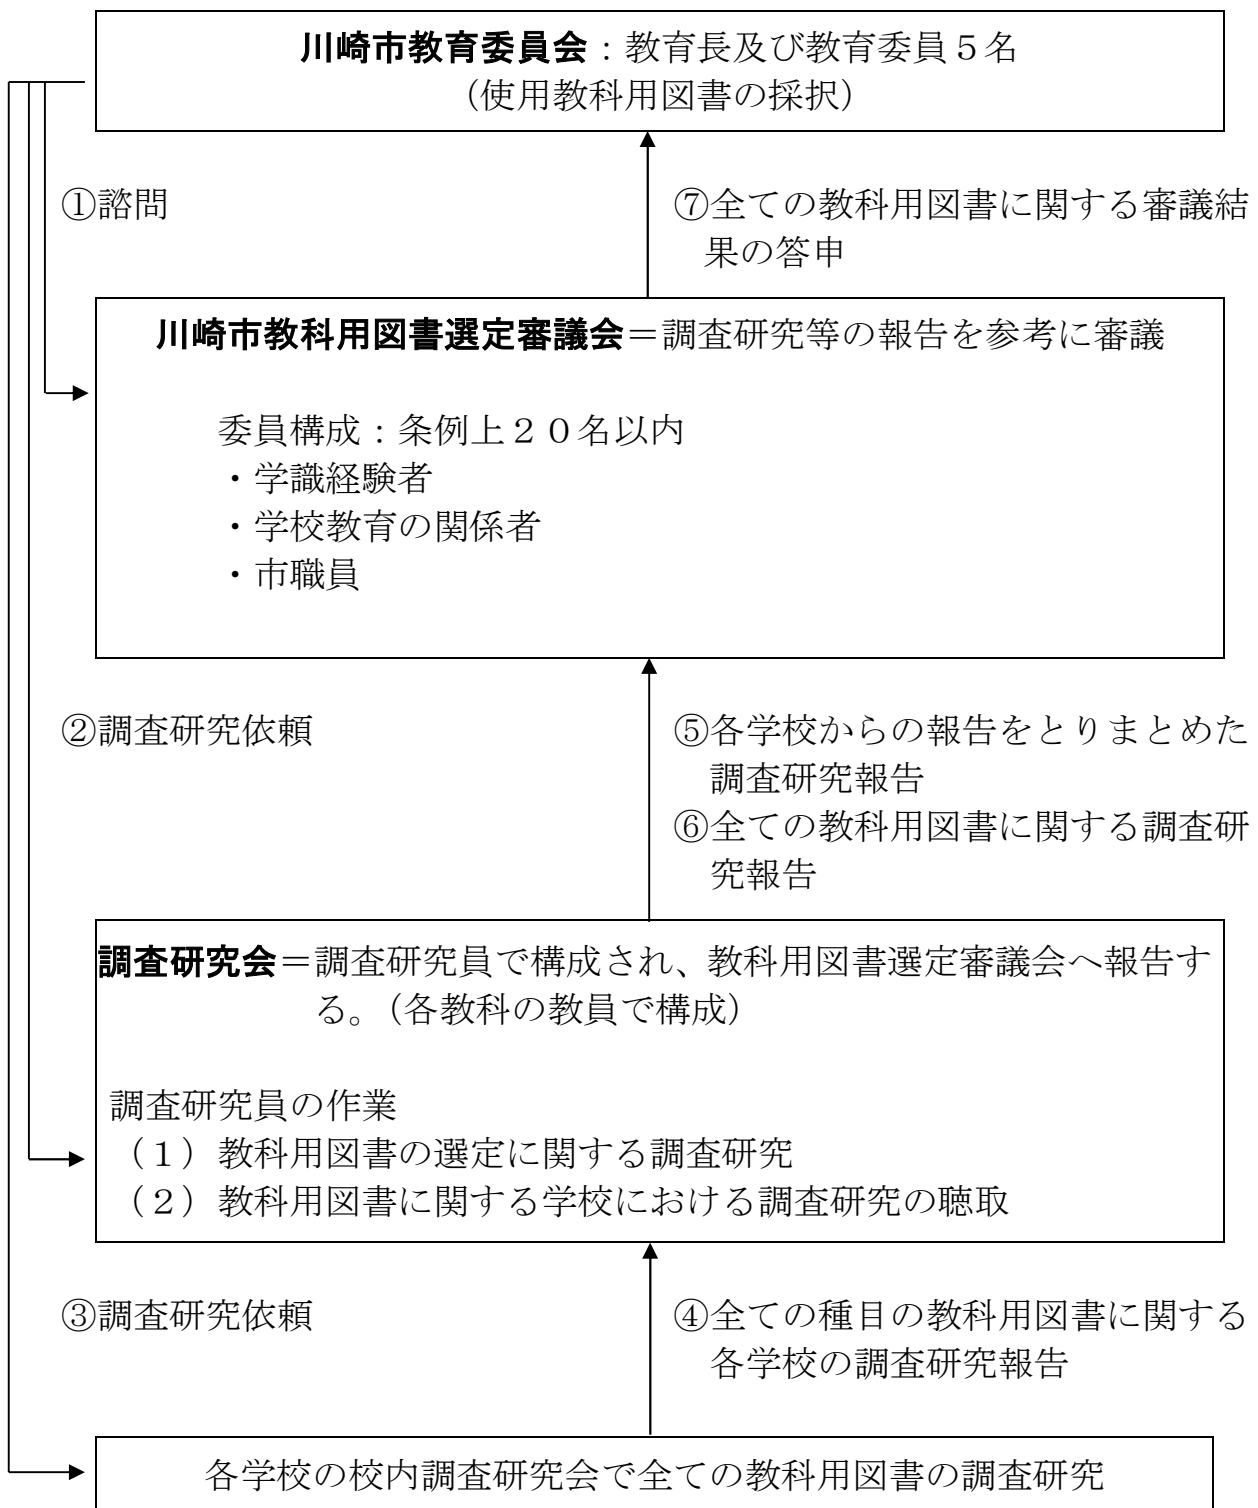 川崎市教育委員会：教育長及び教育委員５名
（使用教科用図書の採択）
①諮問
⑦全ての教科用図書に関する審議結
果の答申
川崎市教科用図書選定審議会＝調査研究等の報告を参考に審議
委員構成：条例上２０名以内
・学識経験者
・学校教育の関係者
・市職員
②調査研究依頼
⑤各学校からの報告をとりまとめた
調査研究報告
⑥全ての教科用図書に関する調査研
究報告
調査研究会＝調査研究員で構成され、教科用図書選定審議会へ報告す
る。（各教科の教員で構成）
調査研究員の作業
（１）教科用図書の選定に関する調査研究
（２）教科用図書に関する学校における調査研究の聴取
③調査研究依頼
④全ての種目の教科用図書に関する
各学校の調査研究報告
各学校の校内調査研究会で全ての教科用図書の調査研究